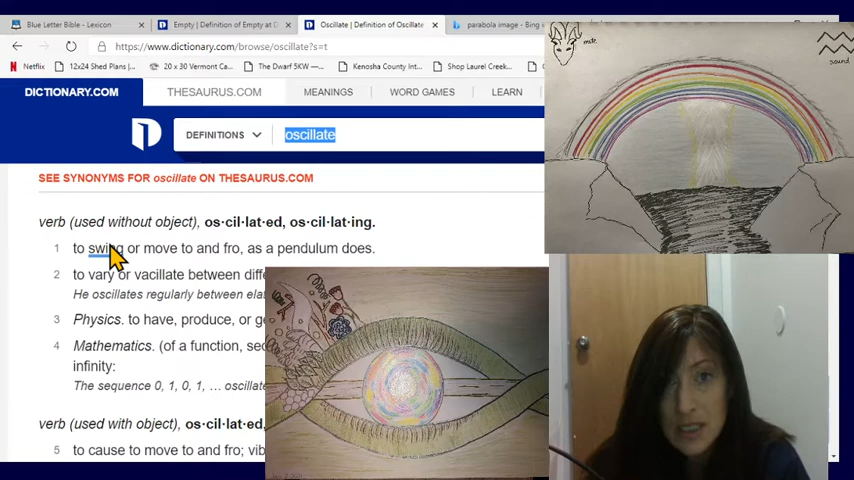 Blue Letter Bible - Lexicon
Empty | Definition of Empty at D
Oscillate | Definition of Oscillate
parabola image - Bing i
https://www.dictionary.com/browse/oscillate?s=t
Netflix
12x24 Shed Plans |...
20 x 30 Vermont Ca...
The Dwarf 5KW —...
Kenosha County Int...
Shop Laurel Creek...
DICTIONARY.COM
THESAURUS.COM
MEANINGS
WORD GAMES
LEARN
DEFINITIONS
oscillate
SEE SYNONYMS FOR oscillate ON THESAURUS.COM
verb (used without object), os·cil·lat·ed, os·cil·lat·ing.
1 to swing or move to and fro, as a pendulum does.
2 to vary or vacillate between diffe
He oscillates regularly between elat
3 Physics. to have, produce, or ge
4 Mathematics. (of a function, sec
infinity:
The sequence 0, 1, 0, 1, … oscillate
verb (used with object), os·cil·lat·ed,
5 to cause to move to and fro; vib
sound